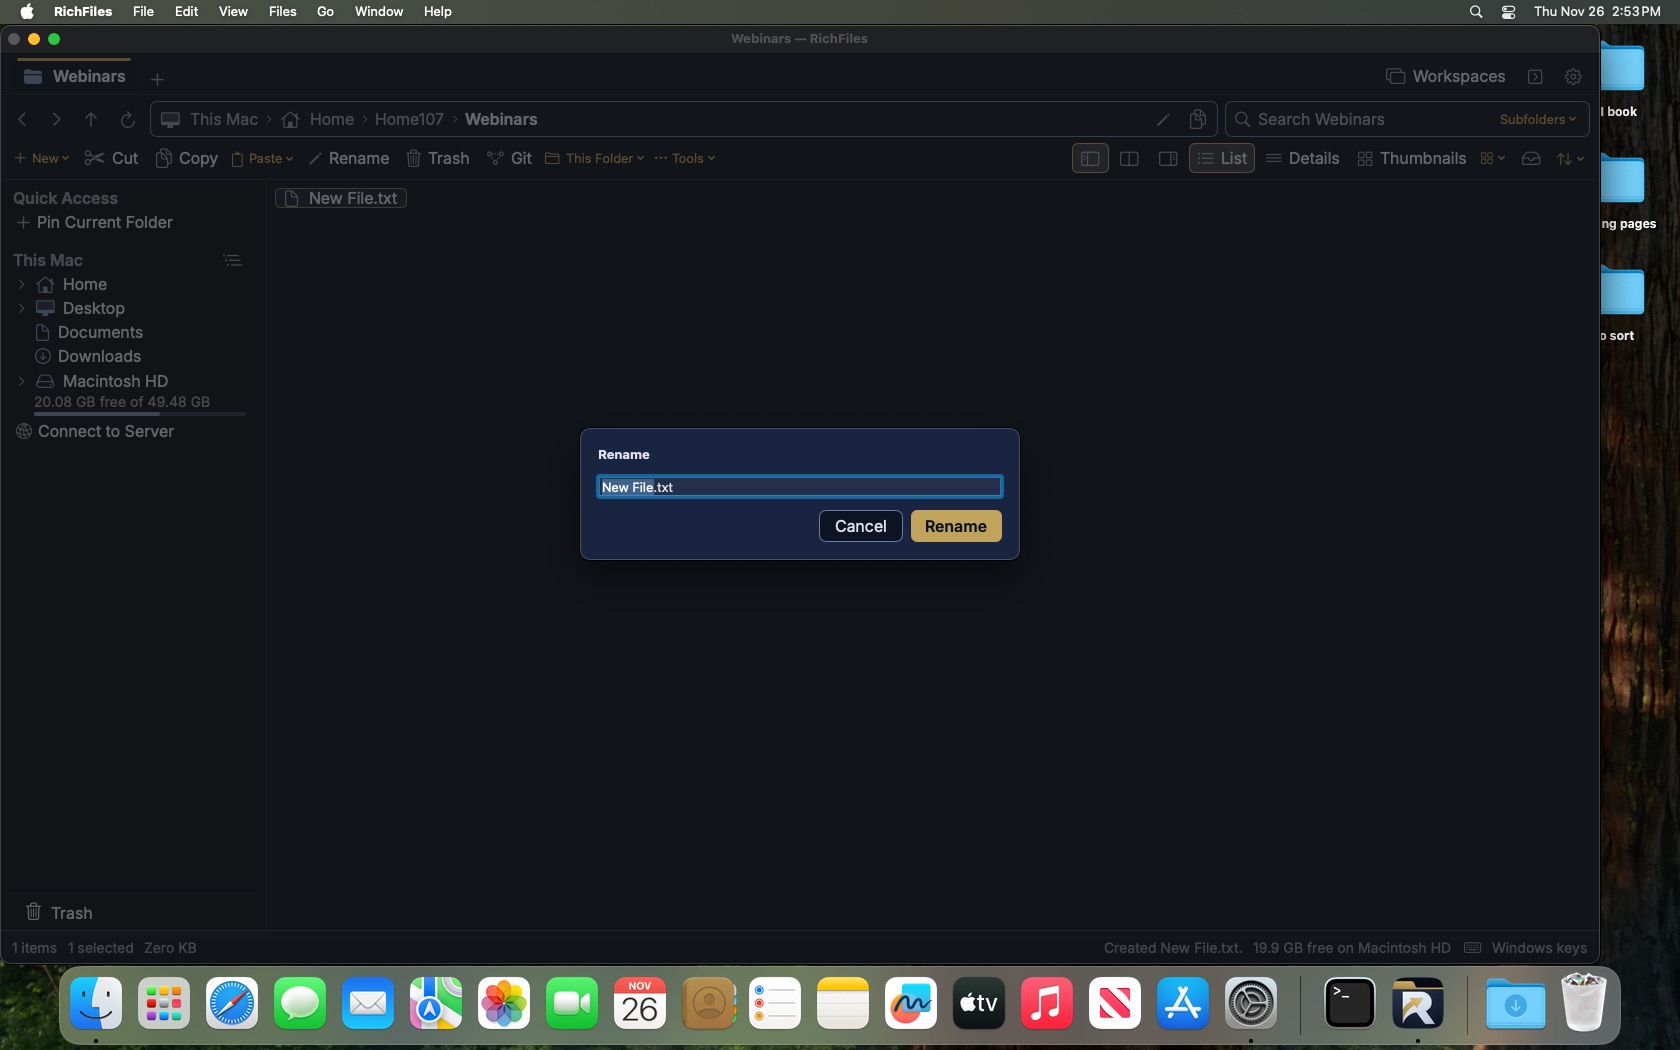 RichFiles File Edit View Files Go Window Help Thu Nov 26 2:53 PM
Webinars — RichFiles
Webinars Workspaces
This Mac Home Home107 Webinars Search Webinars Subfolders
New Cut Copy Paste Rename Trash Git This Folder Tools List Details Thumbnails
Quick Access
Pin Current Folder
This Mac
Home
Desktop
Documents
Downloads
Macintosh HD
20.08 GB free of 49.48 GB
Connect to Server
Trash
New File.txt
Rename
New File.txt
Cancel Rename
book
ng pages
o sort
1 items 1 selected Zero KB Created New File.txt. 19.9 GB free on Macintosh HD Windows keys
NOV
26
tv
>_